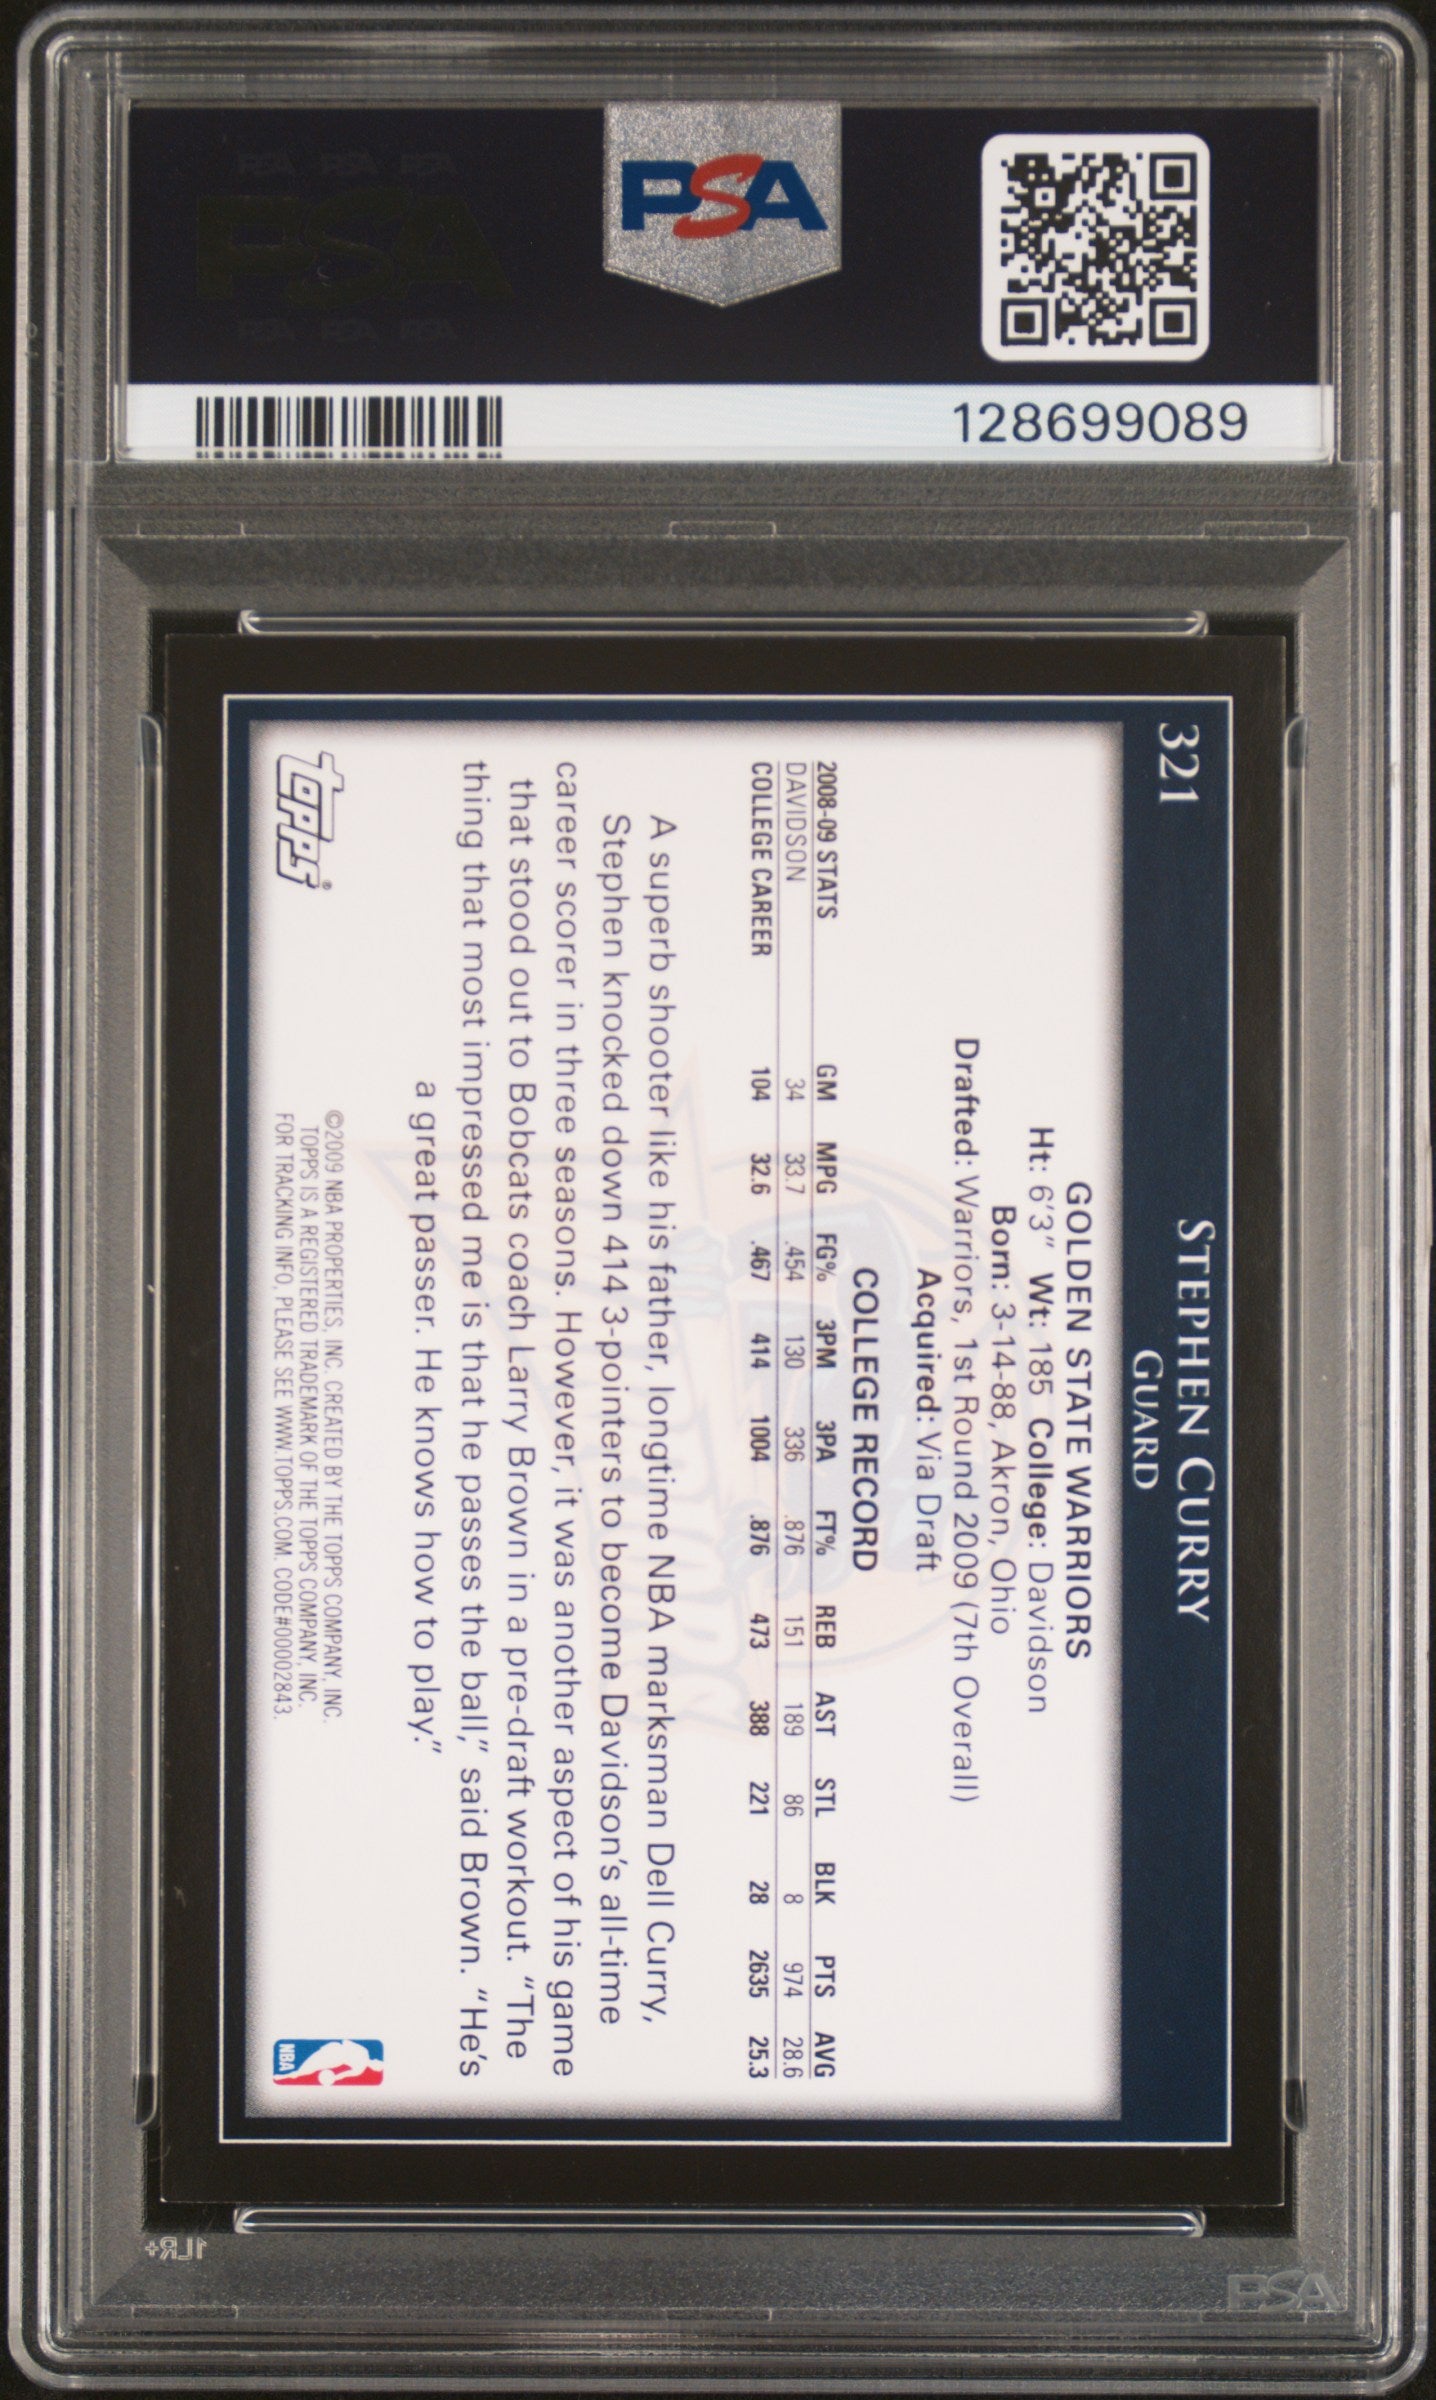 PSA
128699089
321
STEPHEN CURRY
GUARD
GOLDEN STATE WARRIORS
Ht: 6'3" Wt: 185 College: Davidson
Born: 3-14-88, Akron, Ohio
Drafted: Warriors, 1st Round 2009 (7th Overall)
Acquired: Via Draft
COLLEGE RECORD
2008-09 STATS GM MPG FG% 3PM 3PA FT% REB AST STL BLK PTS AVG
DAVIDSON 34 33.7 .454 130 336 .876 151 189 86 8 974 28.6
COLLEGE CAREER 104 32.6 .467 414 1004 .876 473 388 221 28 2635 25.3
A superb shooter like his father, longtime NBA marksman Dell Curry,
Stephen knocked down 414 3-pointers to become Davidson's all-time
career scorer in three seasons. However, it was another aspect of his game
that stood out to Bobcats coach Larry Brown in a pre-draft workout. "The
thing that most impressed me is that he passes the ball," said Brown. "He's
a great passer. He knows how to play."
topps®
©2009 NBA PROPERTIES, INC. CREATED BY THE TOPPS COMPANY, INC.
TOPPS IS A REGISTERED TRADEMARK OF THE TOPPS COMPANY, INC.
FOR TRACKING INFO, PLEASE SEE WWW.TOPPS.COM. CODE#00002843.
NBA
1LR+
PSA